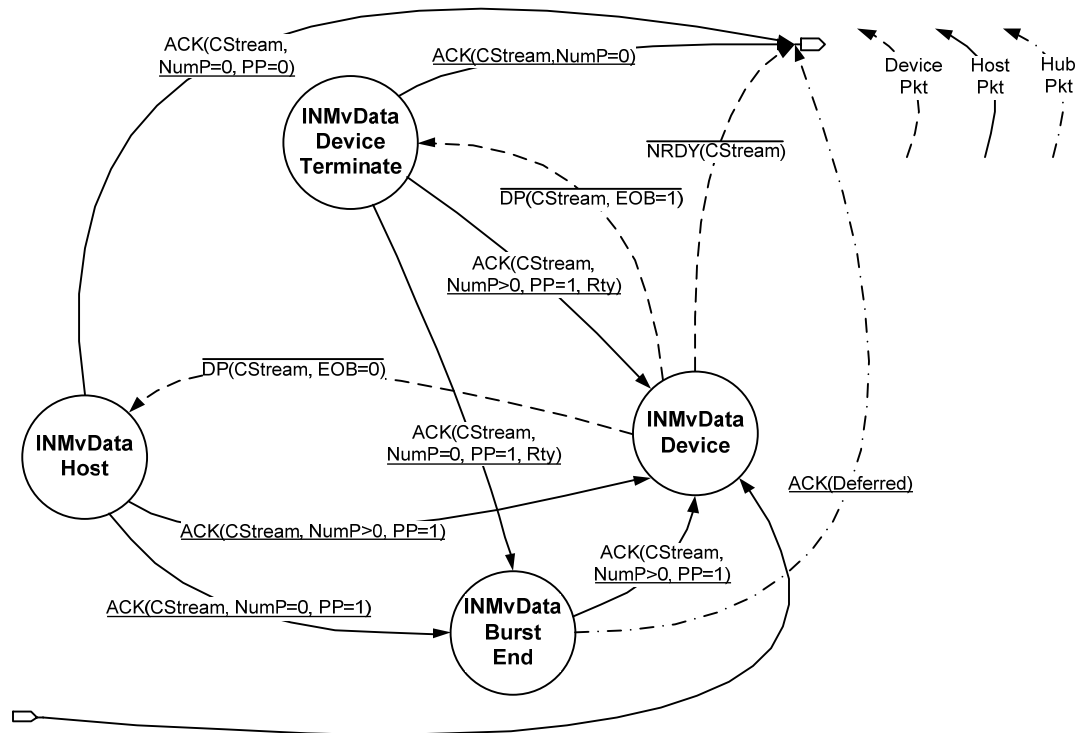 ACK(CStream,
NumP=0, PP=0)
ACK(CStream,NumP=0)
Device
Pkt
Host
Pkt
Hub
Pkt
INMvData
Device
Terminate
NRDY(CStream)
DP(CStream, EOB=1)
ACK(CStream,
NumP>0, PP=1, Rty)
DP(CStream, EOB=0)
INMvData
Host
INMvData
Device
ACK(CStream,
NumP=0, PP=1, Rty)
ACK(Deferred)
ACK(CStream, NumP>0, PP=1)
ACK(CStream,
NumP>0, PP=1)
ACK(CStream, NumP=0, PP=1)
INMvData
Burst
End